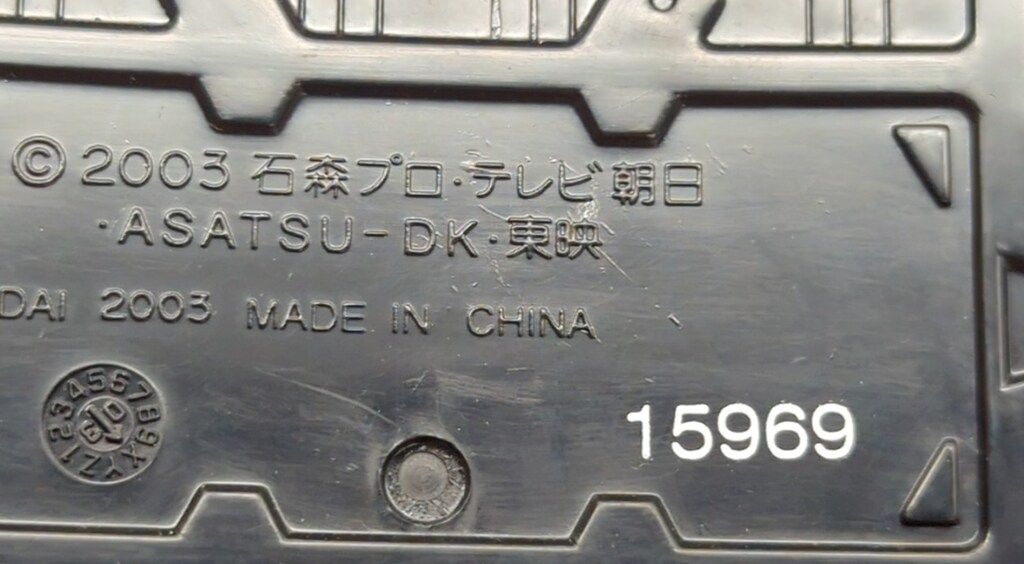 © 2003 石森プロ・テレビ朝日
・ASATSU-DK・東映
DAI 2003 MADE IN CHINA
123455789XYZ
15969